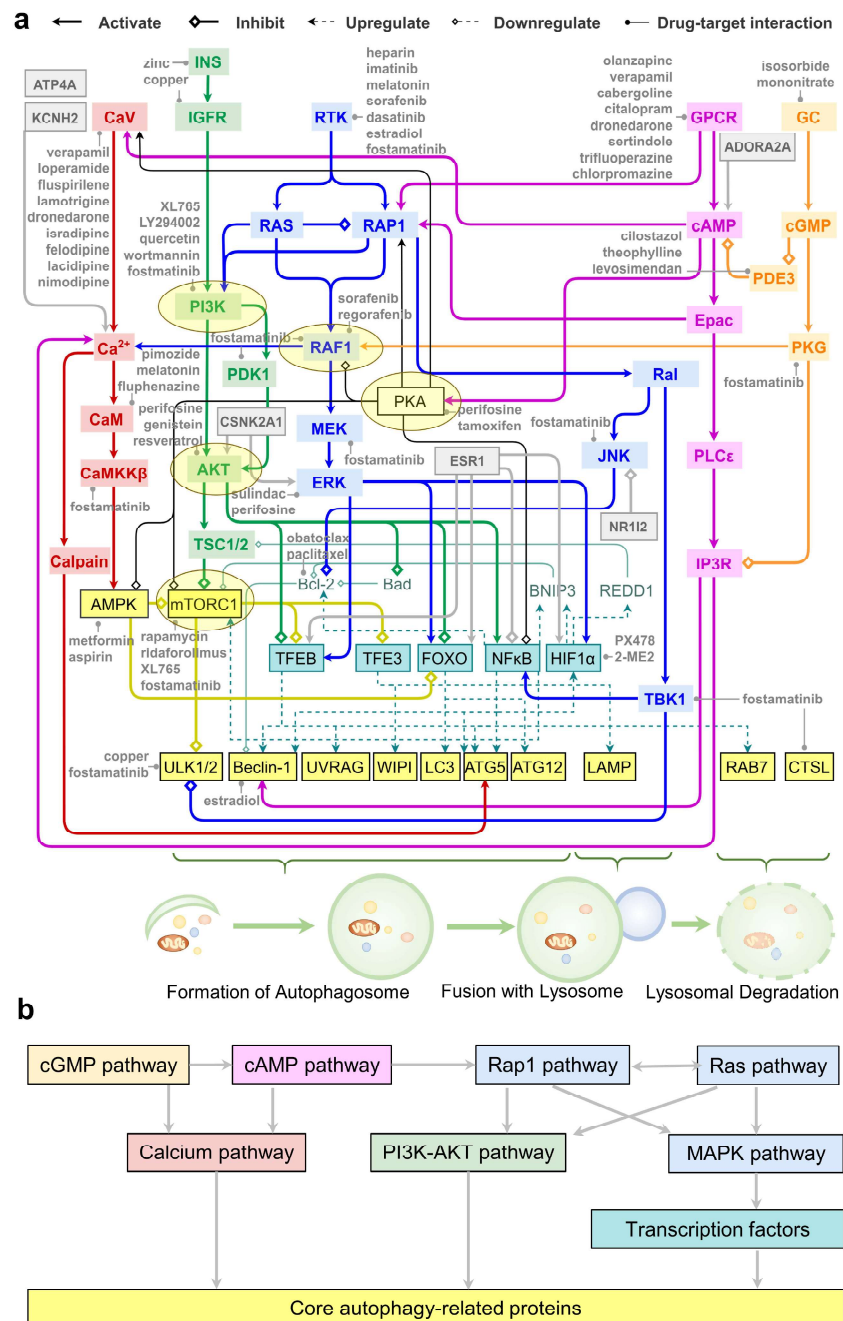 a
Activate
Inhibit
Upregulate
Downregulate
Drug-target interaction
ATP4A
KCNH2
CaV
verapamil
loperamide
fluspirilene
lamotrigine
dronedarone
isradipine
felodipine
lacidipine
nimodipine
zinc
copper
INS
IGFR
XL765
LY294002
quercetin
wortmannin
fostmatinib
RTK
heparin
imatinib
melatonin
sorafenib
dasatinib
estradiol
fostamatinib
olanzapine
verapamil
cabergoline
citalopram
dronedarone
sertindole
trifluoperazine
chlorpromazine
GPCR
isosorbide
mononitrate
GC
ADORA2A
RAS
RAP1
cAMP
cGMP
cilostazol
theophylline
levosimendan
PDE3
PI3K
sorafenib
regorafenib
Epac
Ca2+
fostamatinib
RAF1
PKG
fostamatinib
pimozide
melatonin
fluphenazine
PDK1
Ral
PKA
perifosine
tamoxifen
CaM
perifosine
genistein
resveratrol
CSNK2A1
MEK
fostamatinib
fostamatinib
CaMKKβ
fostamatinib
AKT
ESR1
JNK
PLCε
sulindac
perifosine
ERK
NR1I2
Calpain
TSC1/2
obatoclax
paclitaxel
Bcl-2
Bad
BNIP3
REDD1
IP3R
AMPK
mTORC1
metformin
aspirin
rapamycin
ridaforolimus
XL765
fostamatinib
TFEB
TFE3
FOXO
NFκB
HIF1α
PX478
2-ME2
TBK1
fostamatinib
copper
fostamatinib
ULK1/2
Beclin-1
UVRAG
WIPI
LC3
ATG5
ATG12
LAMP
RAB7
CTSL
estradiol
Formation of Autophagosome
Fusion with Lysosome
Lysosomal Degradation
b
cGMP pathway
cAMP pathway
Rap1 pathway
Ras pathway
Calcium pathway
PI3K-AKT pathway
MAPK pathway
Transcription factors
Core autophagy-related proteins